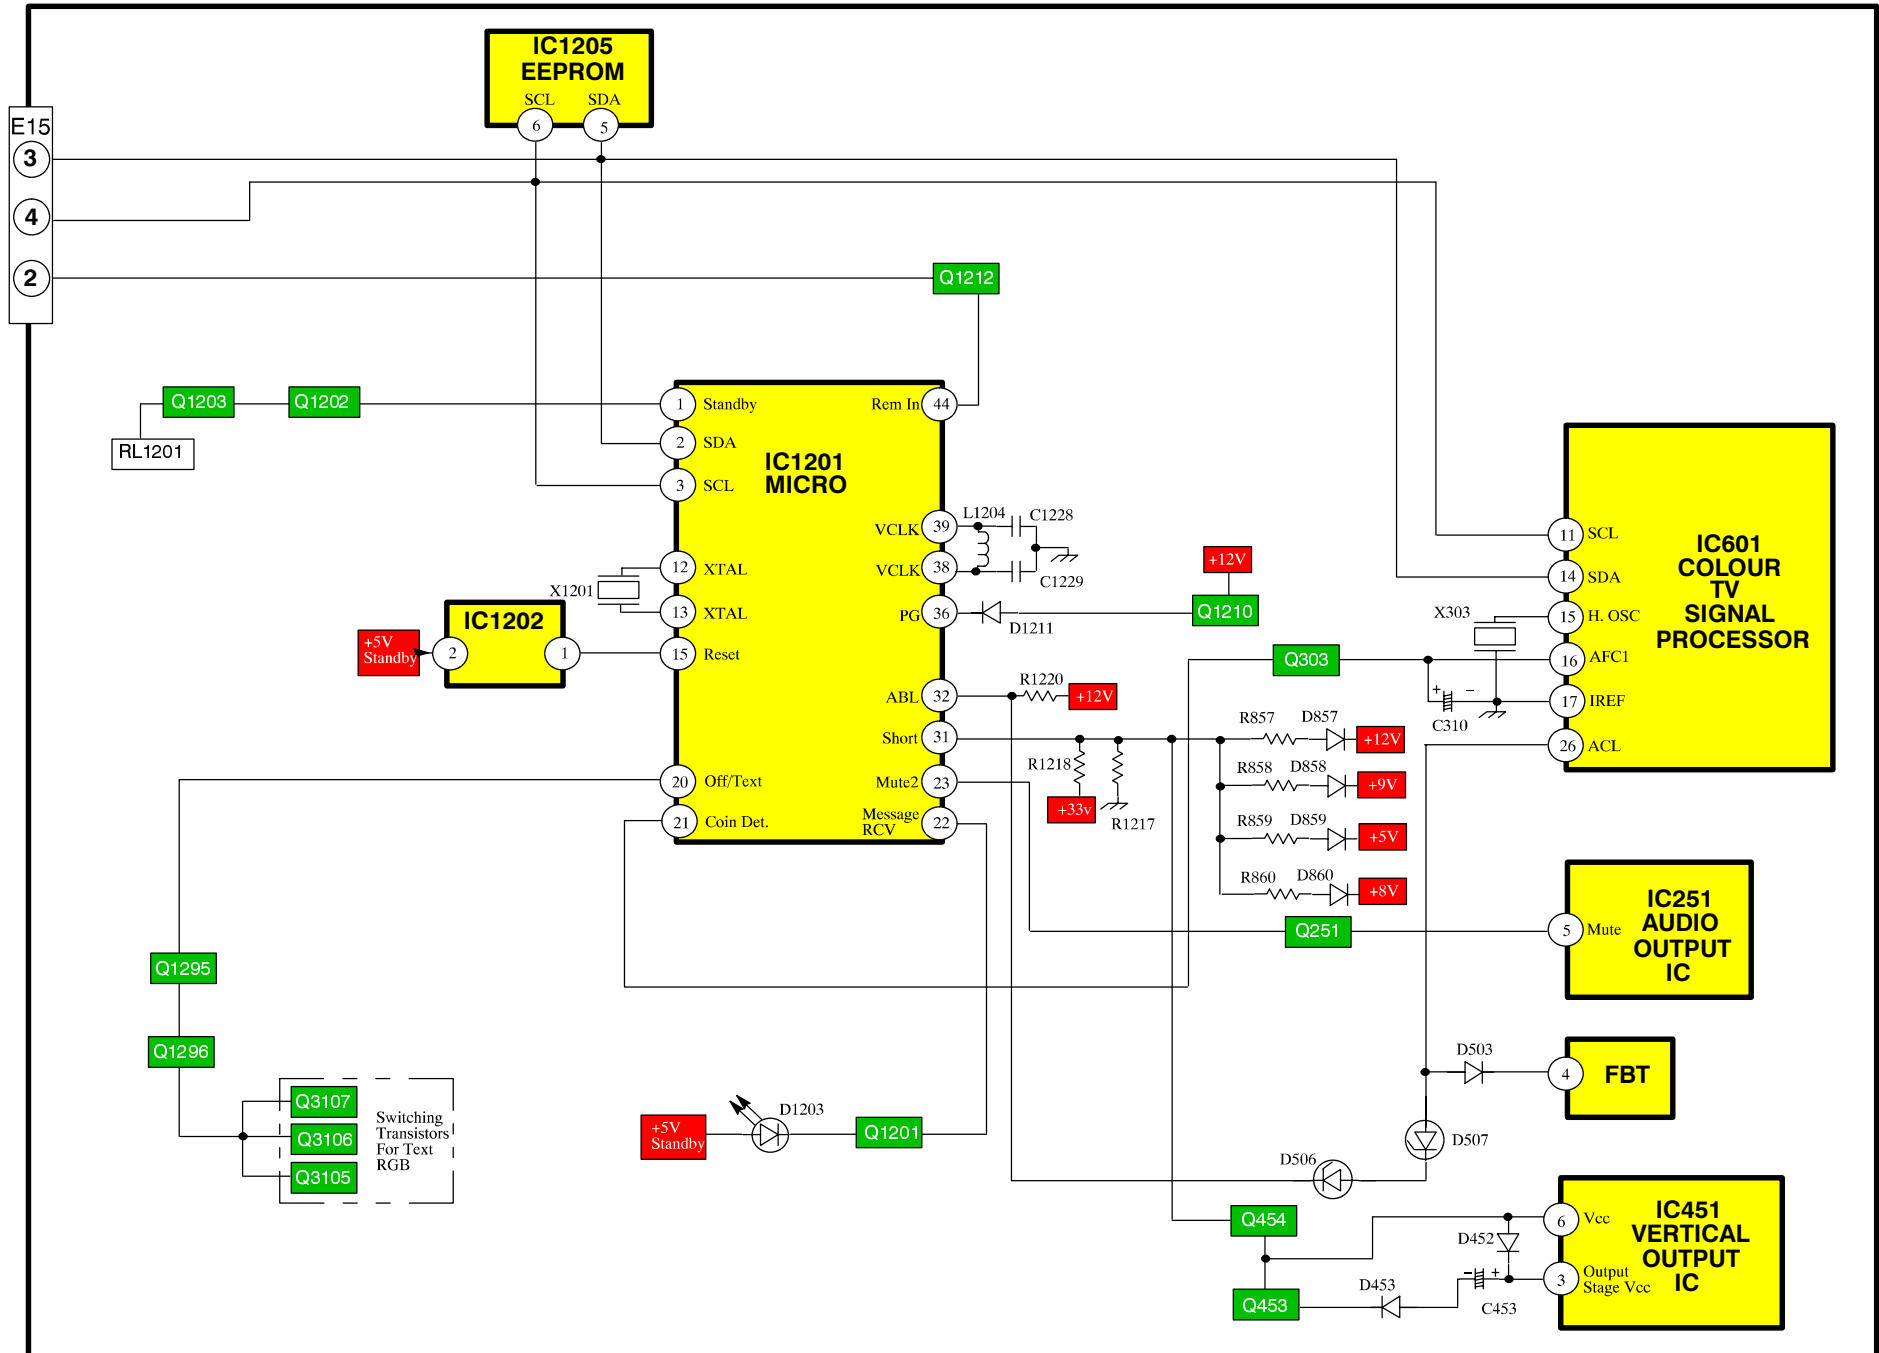 IC1205
EEPROM
SCL SDA
6 5
E15
3
4
2
Q1212
Q1203 Q1202
RL1201
1 Standby
Rem In 44
2 SDA
3 SCL
IC1201
MICRO
VCLK 39
L1204 C1228
VCLK 38
C1229
12 XTAL
X1201
13 XTAL
PG 36
D1211
+12V
Q1210
IC1202
+5V
Standby
2 1
15 Reset
ABL 32
R1220
+12V
Short 31
R1218
+33v
R1217
R857 D857
+12V
R858 D858
+9V
R859 D859
+5V
R860 D860
+8V
20 Off/Text
Mute2 23
21 Coin Det.
Message
RCV
22
Q303
X303
+ -
C310
IC601
COLOUR
TV
SIGNAL
PROCESSOR
11 SCL
14 SDA
15 H. OSC
16 AFC1
17 IREF
26 ACL
Q251
5 Mute
IC251
AUDIO
OUTPUT
IC
Q1295
Q1296
Q3107
Q3106
Q3105
Switching
Transistors
For Text
RGB
+5V
Standby
D1203
Q1201
D503
4 FBT
D507
D506
Q454
Q453
D453
D452
- +
C453
6 Vcc
3 Output
Stage Vcc
IC451
VERTICAL
OUTPUT
IC